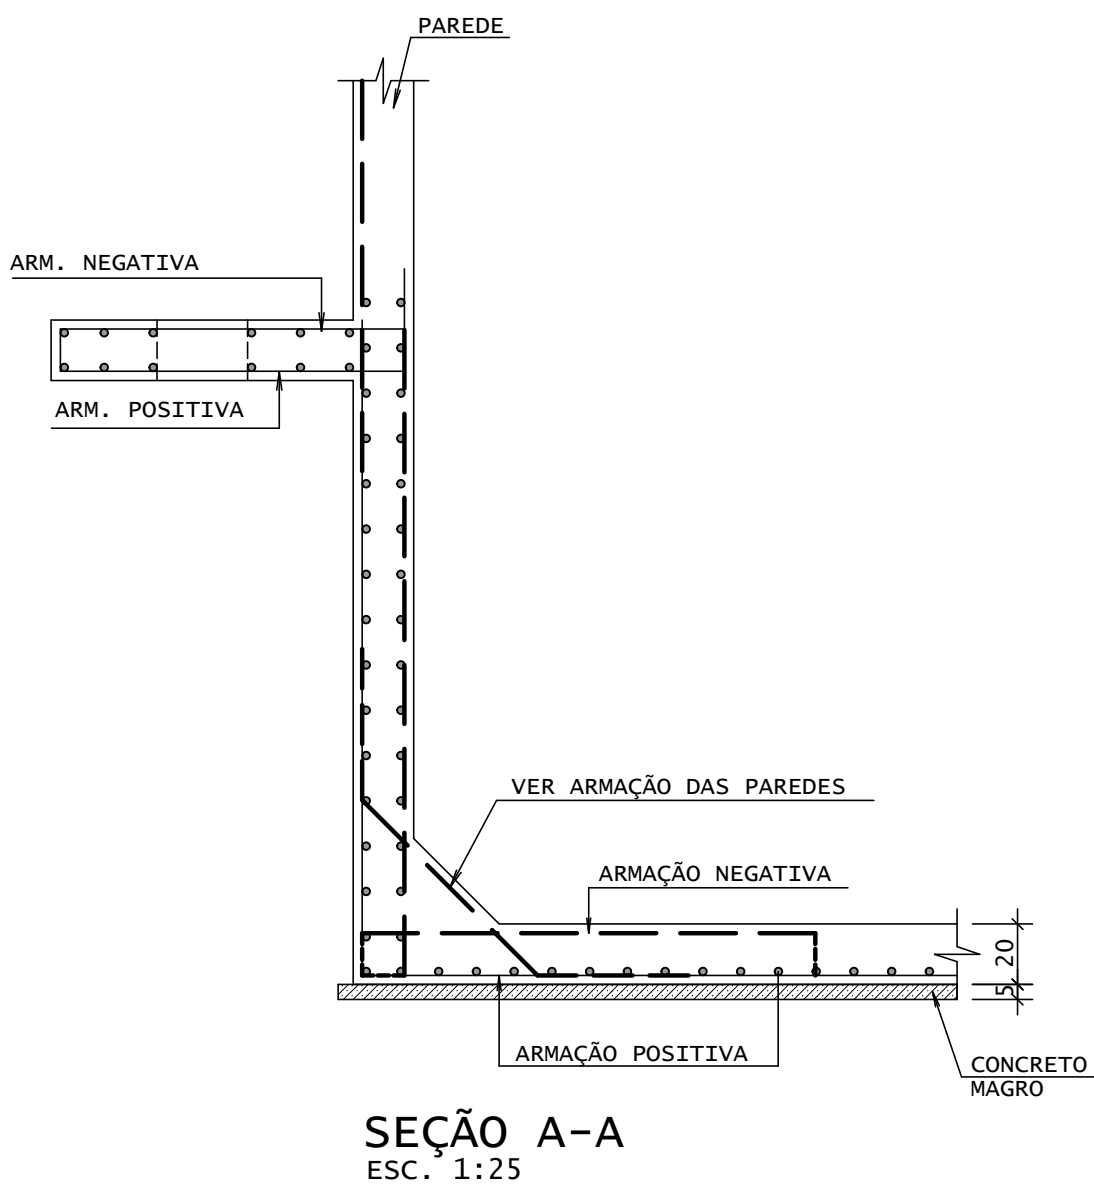 PAREDE
ARM. NEGATIVA
ARM. POSITIVA
VER ARMAÇÃO DAS PAREDES
ARMAÇÃO NEGATIVA
20
5
ARMAÇÃO POSITIVA
CONCRETO
MAGRO
SEÇÃO A-A
ESC. 1:25